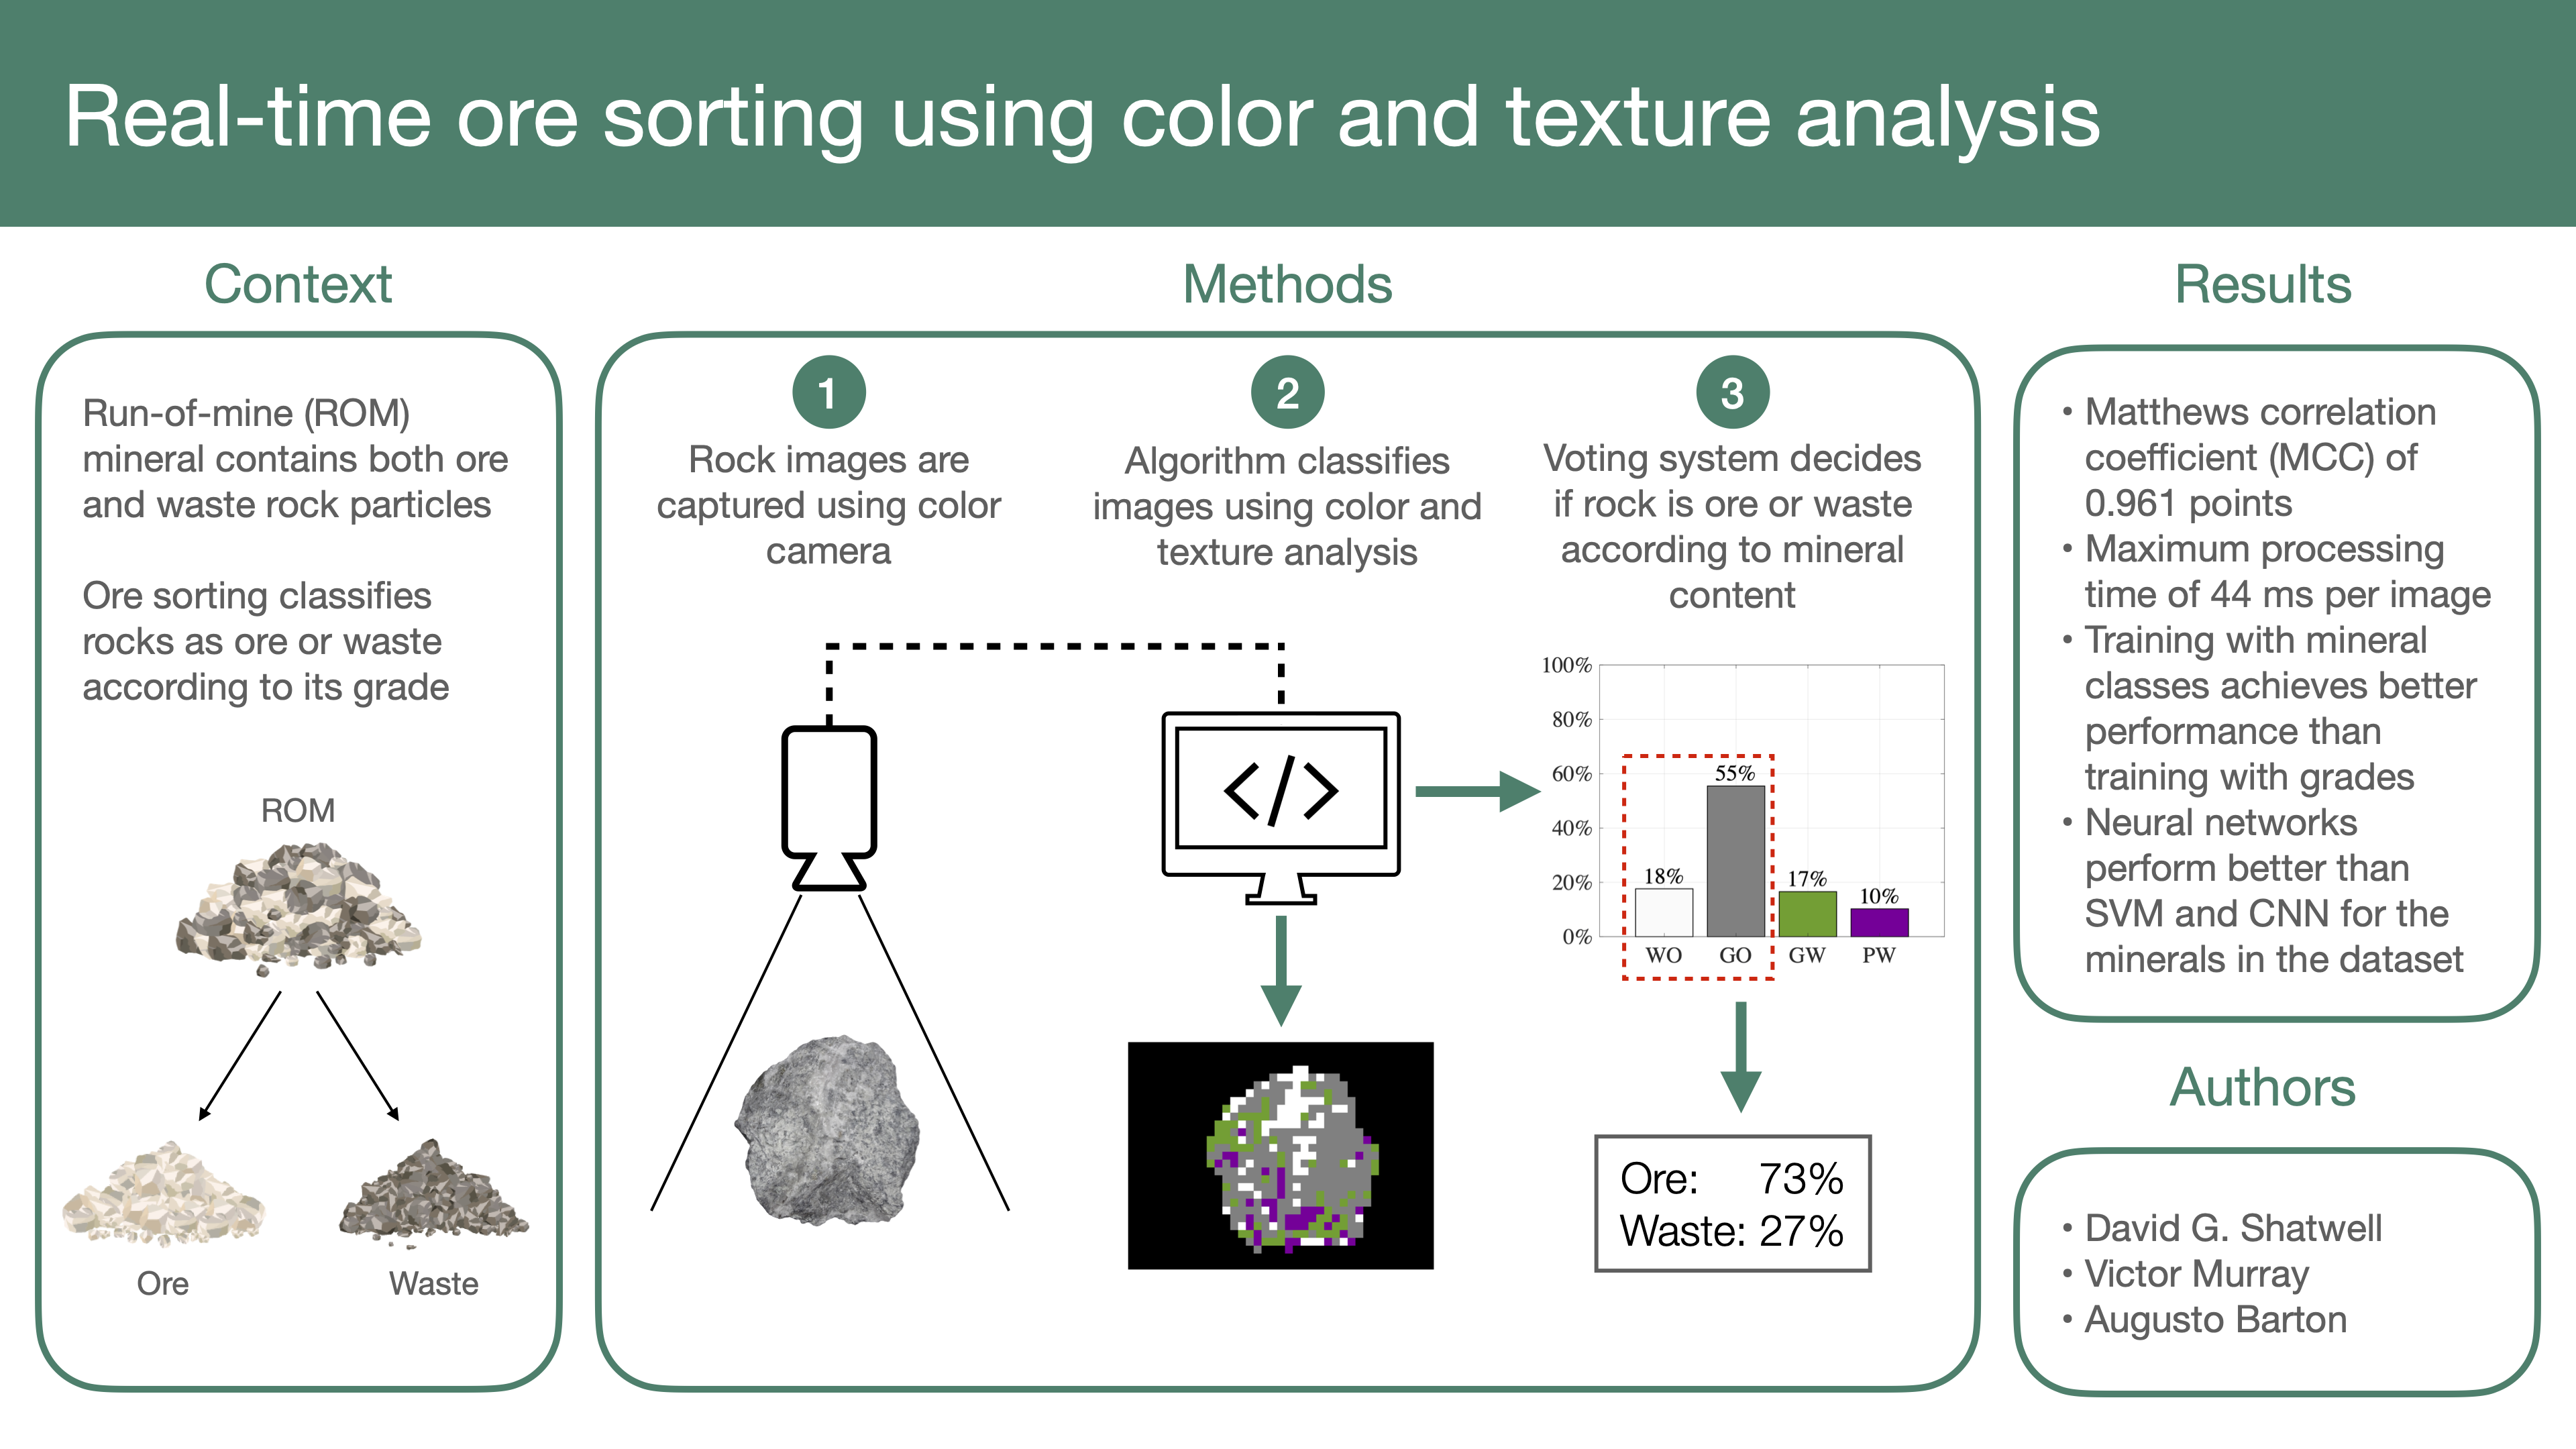 Real-time ore sorting using color and texture analysis
Context
Run-of-mine (ROM)
mineral contains both ore
and waste rock particles
Ore sorting classifies
rocks as ore or waste
according to its grade
ROM
Ore
Waste
Methods
1
Rock images are
captured using color
camera
2
Algorithm classifies
images using color and
texture analysis
</>
3
Voting system decides
if rock is ore or waste
according to mineral
content
100%
80%
60%
40%
20%
0%
18%
55%
17%
10%
WO
GO
GW
PW
Ore: 73%
Waste: 27%
Results
• Matthews correlation
coefficient (MCC) of
0.961 points
• Maximum processing
time of 44 ms per image
• Training with mineral
classes achieves better
performance than
training with grades
• Neural networks
perform better than
SVM and CNN for the
minerals in the dataset
Authors
• David G. Shatwell
• Victor Murray
• Augusto Barton